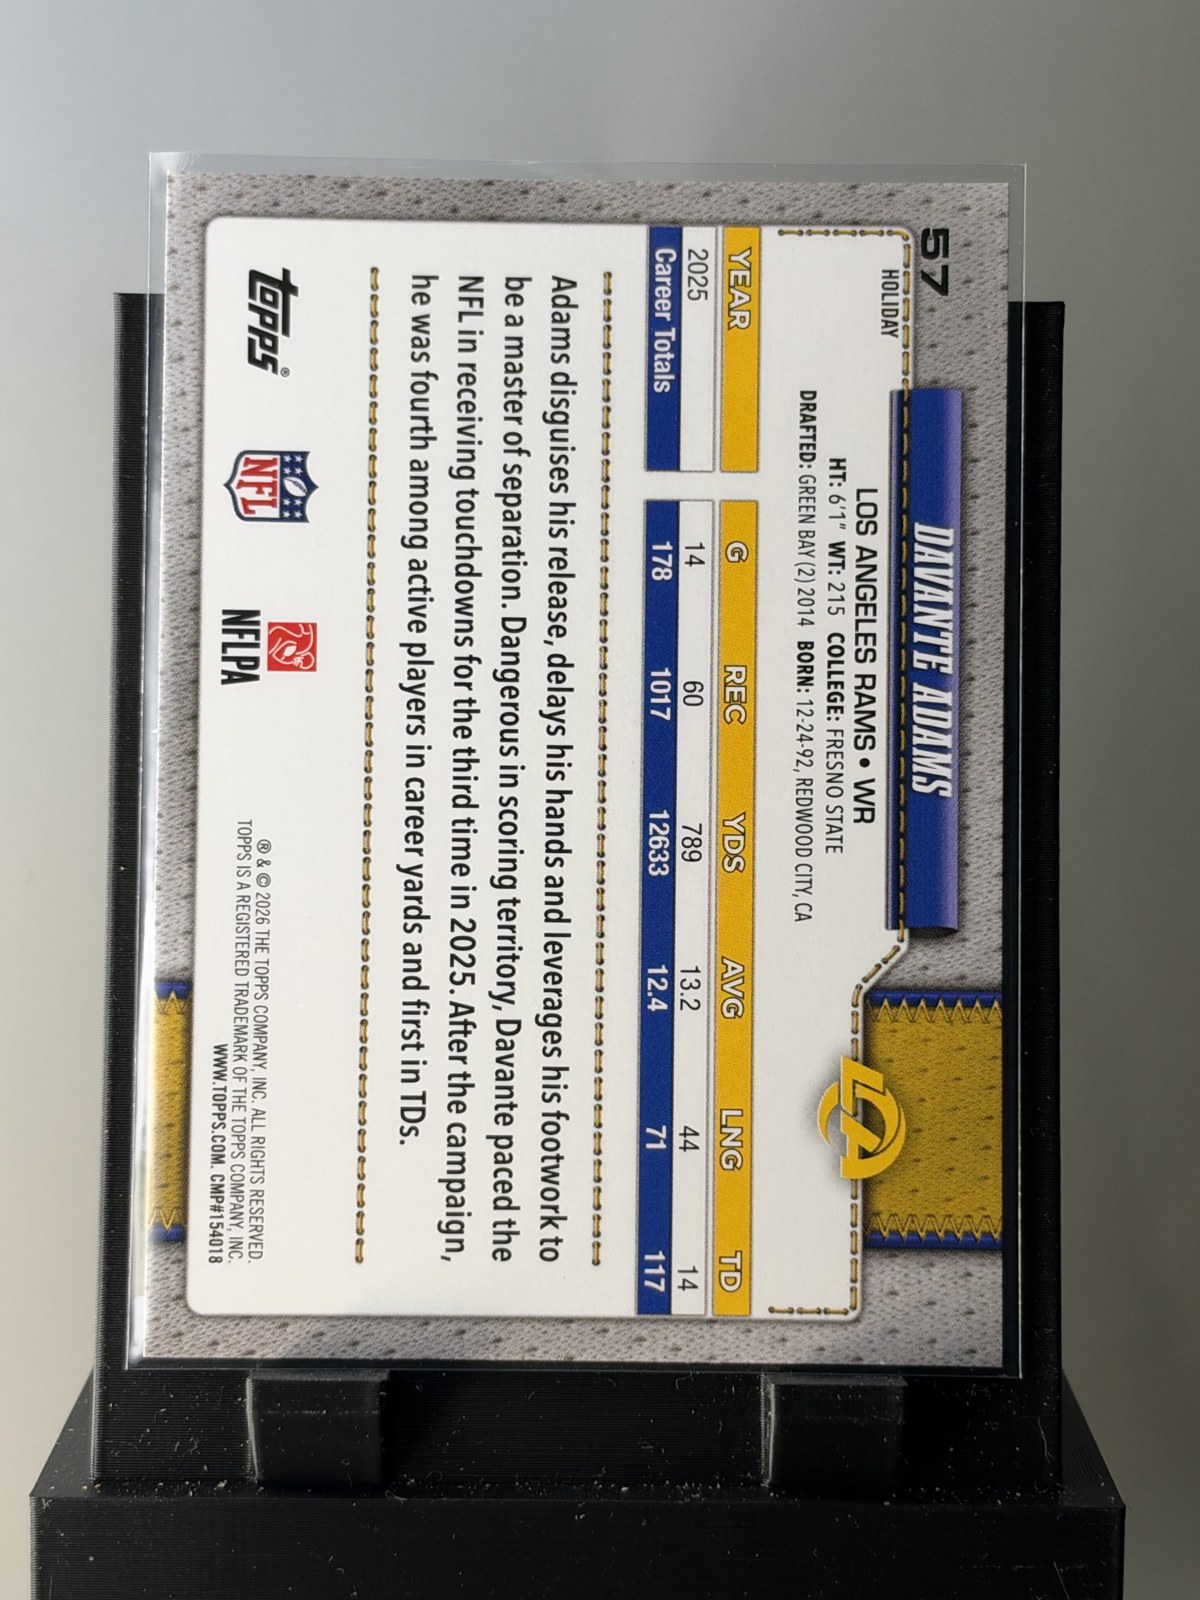 57
HOLIDAY
DAVANTE ADAMS
LOS ANGELES RAMS • WR
HT: 6'1" WT: 215 COLLEGE: FRESNO STATE
DRAFTED: GREEN BAY (2) 2014 BORN: 12-24-92, REDWOOD CITY, CA
LA
YEAR G REC YDS AVG LNG TD
2025 14 60 789 13.2 44 14
Career Totals 178 1017 12633 12.4 71 117
Adams disguises his release, delays his hands and leverages his footwork to
be a master of separation. Dangerous in scoring territory, Davante paced the
NFL in receiving touchdowns for the third time in 2025. After the campaign,
he was fourth among active players in career yards and first in TDs.
topps®
NFL
NFLPA
® & © 2026 THE TOPPS COMPANY, INC. ALL RIGHTS RESERVED.
TOPPS IS A REGISTERED TRADEMARK OF THE TOPPS COMPANY, INC.
WWW.TOPPS.COM. CMP#154018